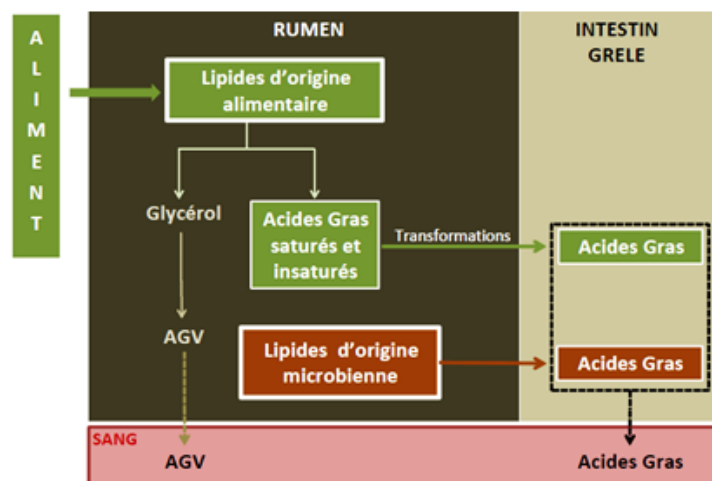 ALIMENT
RUMEN
INTESTIN
GRELE
Lipides d'origine
alimentaire
Glycérol
Acides Gras
saturés et
insaturés
Transformations
Acides Gras
AGV
Lipides d'origine
microbienne
Acides Gras
SANG
AGV
Acides Gras